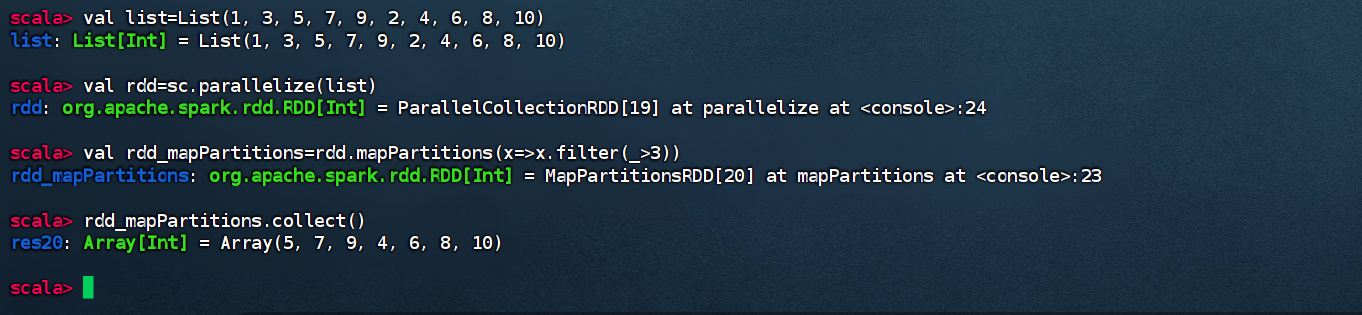 scala> val list=List(1, 3, 5, 7, 9, 2, 4, 6, 8, 10)
list: List[Int] = List(1, 3, 5, 7, 9, 2, 4, 6, 8, 10)
scala> val rdd=sc.parallelize(list)
rdd: org.apache.spark.rdd.RDD[Int] = ParallelCollectionRDD[19] at parallelize at <console>:24
scala> val rdd_mapPartitions=rdd.mapPartitions(x=>x.filter(_>3))
rdd_mapPartitions: org.apache.spark.rdd.RDD[Int] = MapPartitionsRDD[20] at mapPartitions at <console>:23
scala> rdd_mapPartitions.collect()
res20: Array[Int] = Array(5, 7, 9, 4, 6, 8, 10)
scala>